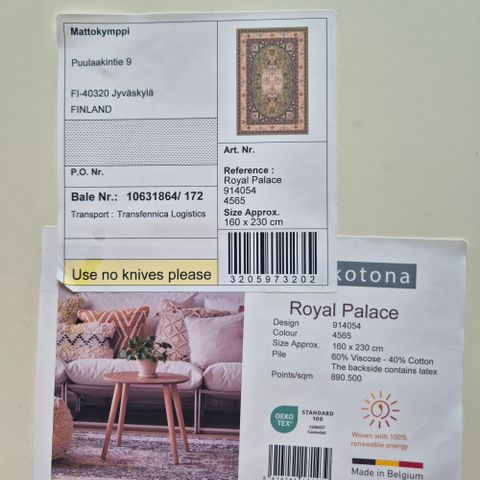 Mattokymppi
Puulaakintie 9
FI-40320 Jyväskylä
FINLAND
P.O. Nr.
Bale Nr.: 10631864/ 172
Transport : Transfennica Logistics
Use no knives please
Art. Nr.
Reference :
Royal Palace
914054
4565
Size Approx.
160 x 230 cm
3205973202
kotona
Royal Palace
Design 914054
Colour 4565
Size Approx. 160 x 230 cm
Pile 60% Viscose - 40% Cotton
The backside contains latex
Points/sqm 890.500
OEKO
TEX®
STANDARD
100
Centexbel
Woven with 100%
renewable energy
Made in Belgium